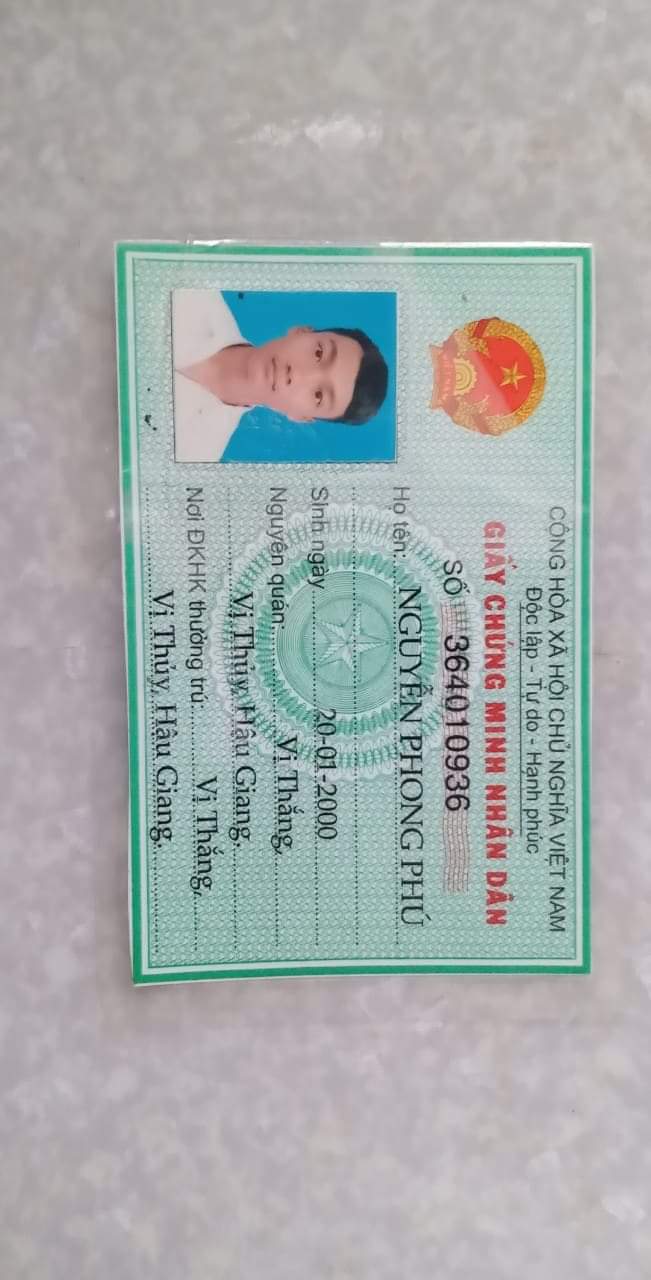 CỘNG HÒA XÃ HỘI CHỦ NGHĨA VIỆT NAM
Độc lập - Tự do - Hạnh phúc
GIẤY CHỨNG MINH NHÂN DÂN
SỐ 364010936
Họ tên: NGUYỄN PHONG PHÚ
Sinh ngày 20-01-2000
Nguyên quán Vị Thắng,
Vị Thủy, Hậu Giang.
Nơi ĐKHK thường trú: Vị Thắng,
Vị Thủy, Hậu Giang.